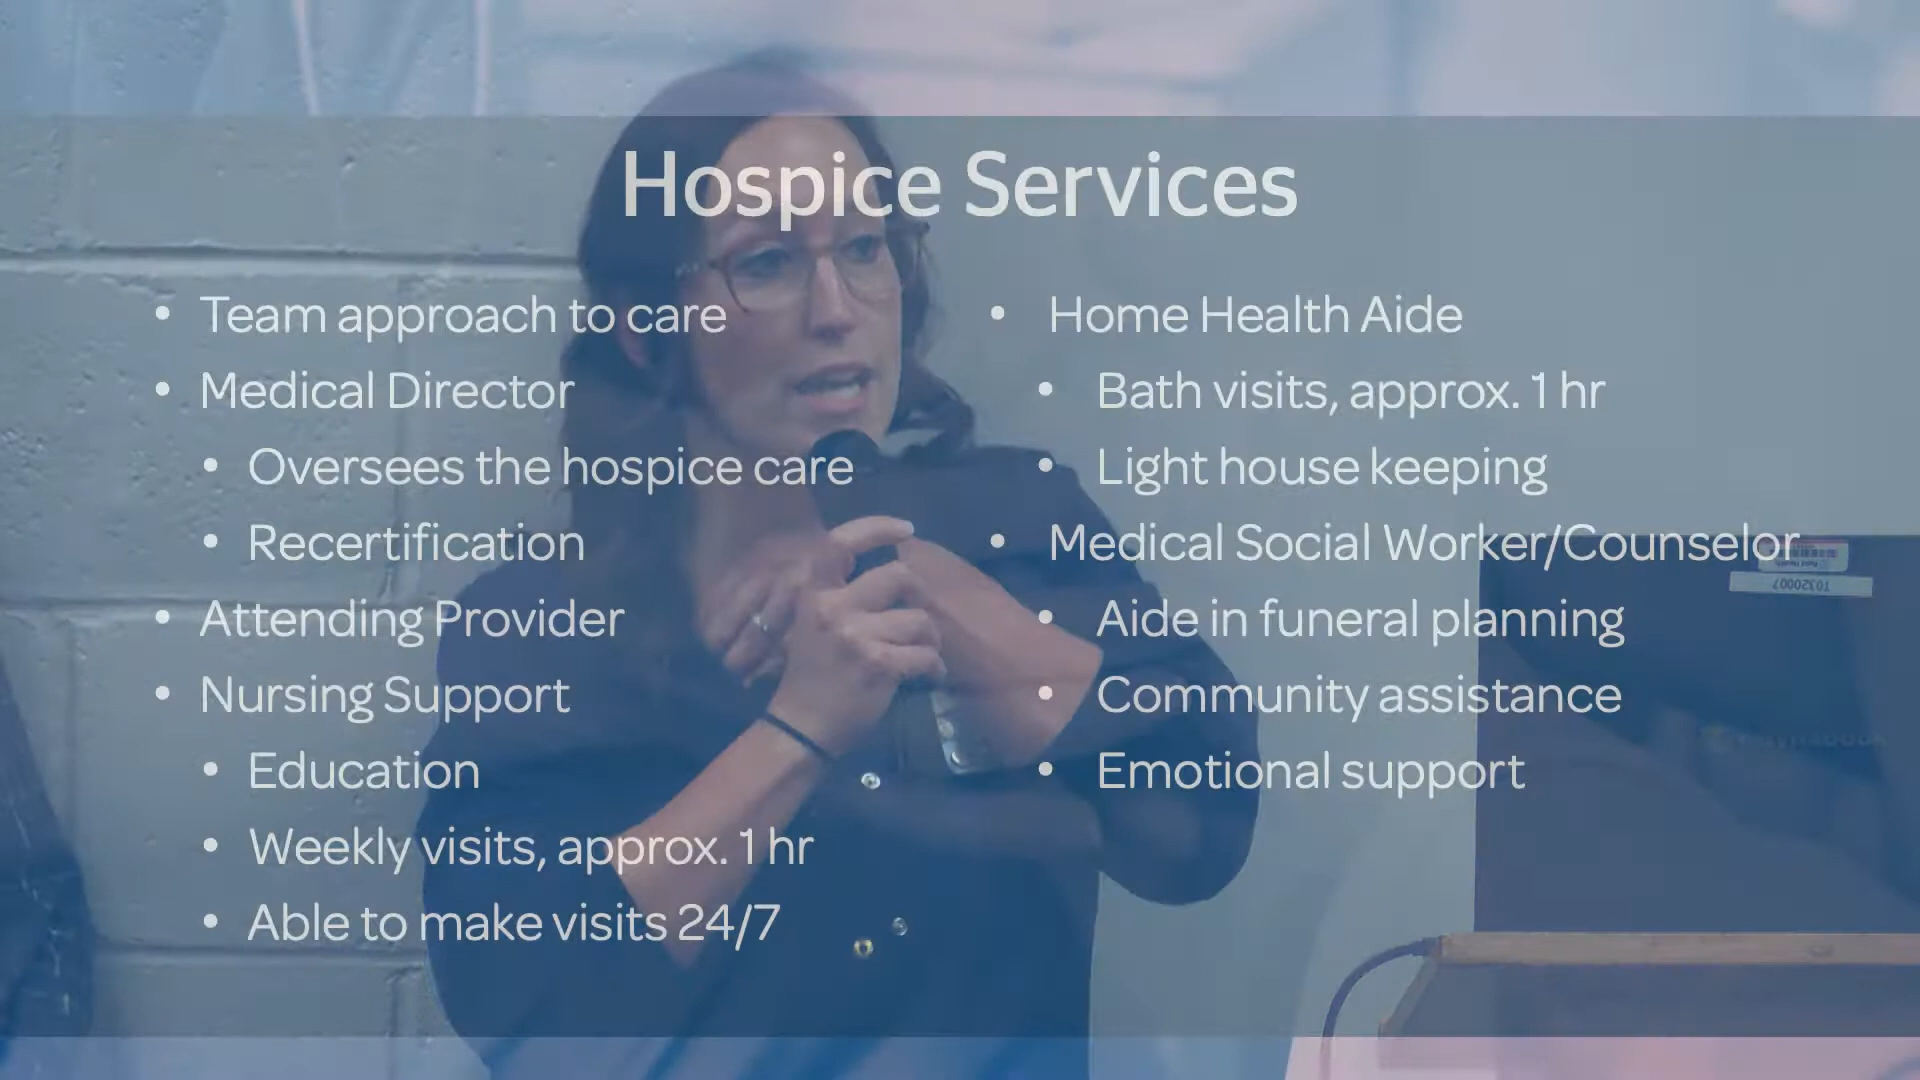 Hospice Services
• Team approach to care
• Medical Director
• Oversees the hospice care
• Recertification
• Attending Provider
• Nursing Support
• Education
• Weekly visits, approx. 1 hr
• Able to make visits 24/7
• Home Health Aide
• Bath visits, approx. 1 hr
• Light house keeping
• Medical Social Worker/Counselor
• Aide in funeral planning
• Community assistance
• Emotional support
10320007